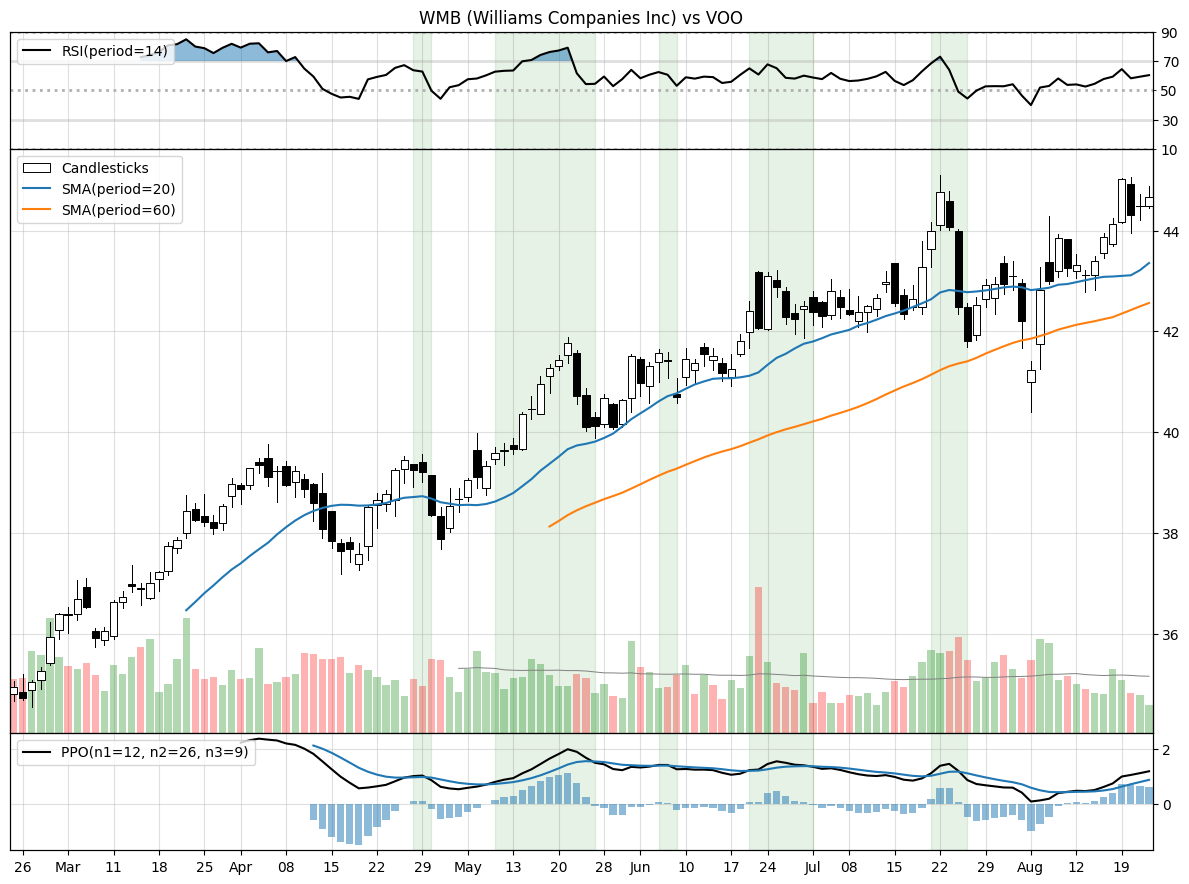 WMB (Williams Companies Inc) vs VOO
RSI(period=14)
90
70
50
30
10
Candlesticks
SMA(period=20)
SMA(period=60)
44
42
40
38
36
PPO(n1=12, n2=26, n3=9)
2
0
26 Mar 11 18 25 Apr 08 15 22 29 May 13 20 28 Jun 10 17 24 Jul 08 15 22 29 Aug 12 19